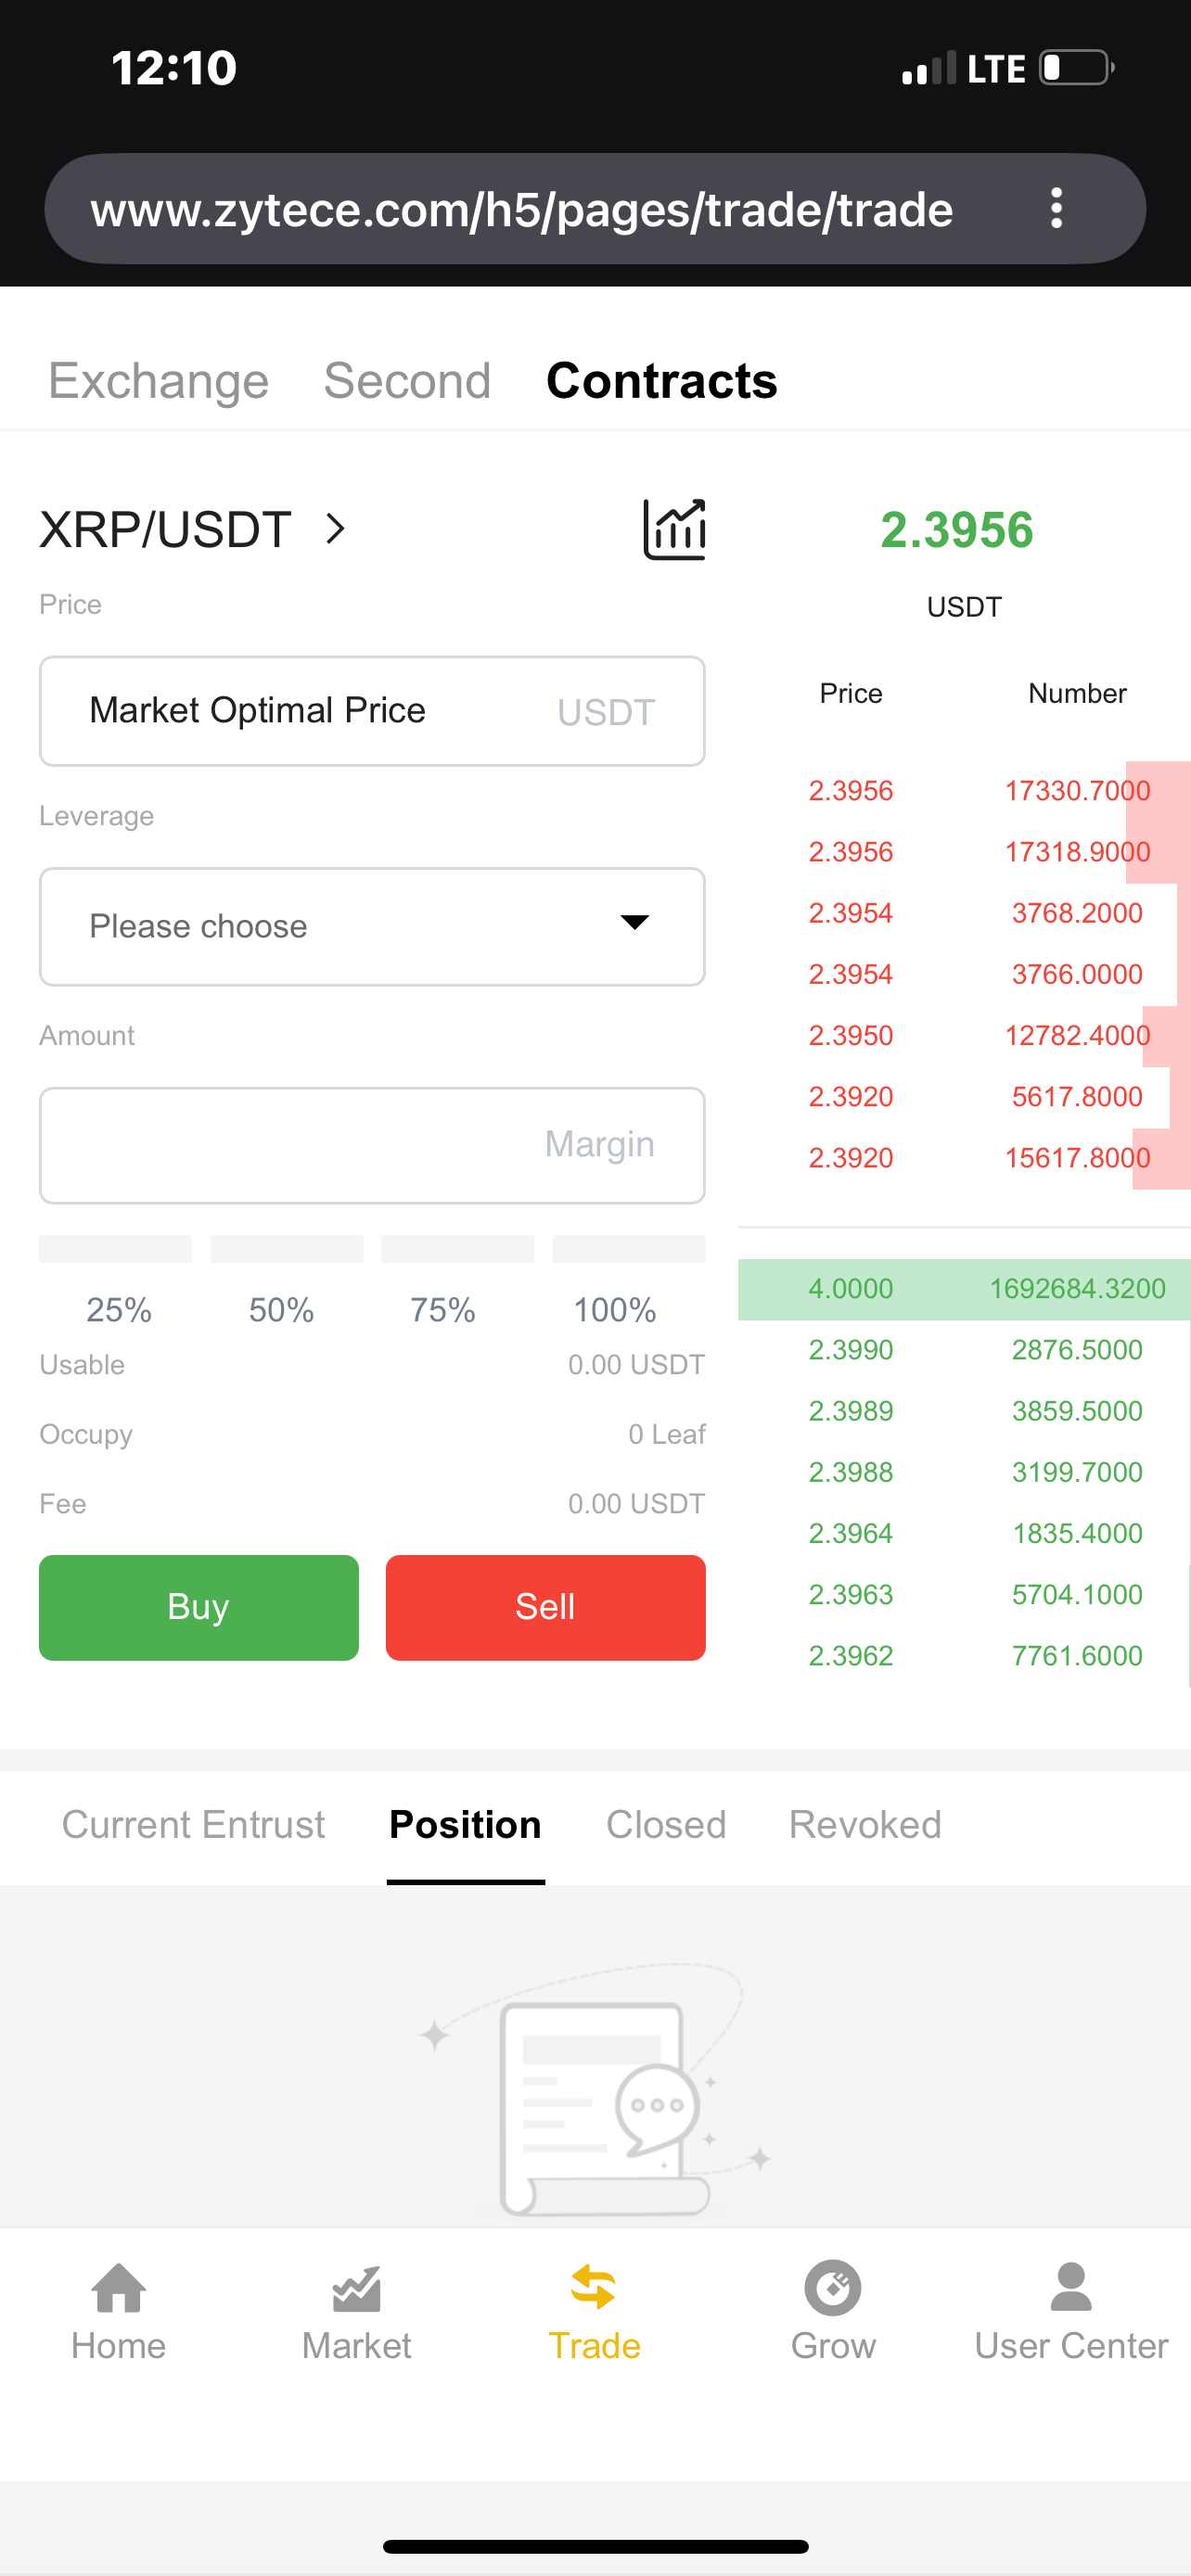 12:10
LTE
www.zytece.com/h5/pages/trade/trade
Exchange Second Contracts
XRP/USDT
2.3956
USDT
Price
Market Optimal Price USDT
Leverage
Please choose
Amount
Margin
25% 50% 75% 100%
Usable 0.00 USDT
Occupy 0 Leaf
Fee 0.00 USDT
Buy Sell
Price Number
2.3956 17330.7000
2.3956 17318.9000
2.3954 3768.2000
2.3954 3766.0000
2.3950 12782.4000
2.3920 5617.8000
2.3920 15617.8000
4.0000 1692684.3200
2.3990 2876.5000
2.3989 3859.5000
2.3988 3199.7000
2.3964 1835.4000
2.3963 5704.1000
2.3962 7761.6000
Current Entrust Position Closed Revoked
Home Market Trade Grow User Center